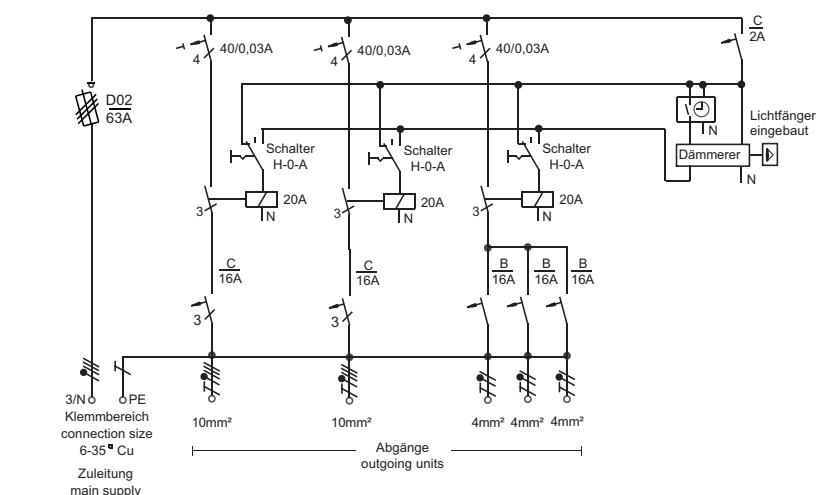 C
2A
40/0,03A
4
40/0,03A
4
40/0,03A
4
D02
63A
N
Lichtfänger
eingebaut
Dämmerer
N
Schalter
H-0-A
Schalter
H-0-A
Schalter
H-0-A
3
20A
N
3
20A
N
3
20A
N
C
16A
C
16A
B
16A
B
16A
B
16A
3
3
3/N
PE
Klemmbereich
connection size
6-35 Cu
10mm²
10mm²
4mm²
4mm²
4mm²
Abgänge
outgoing units
Zuleitung
main supply